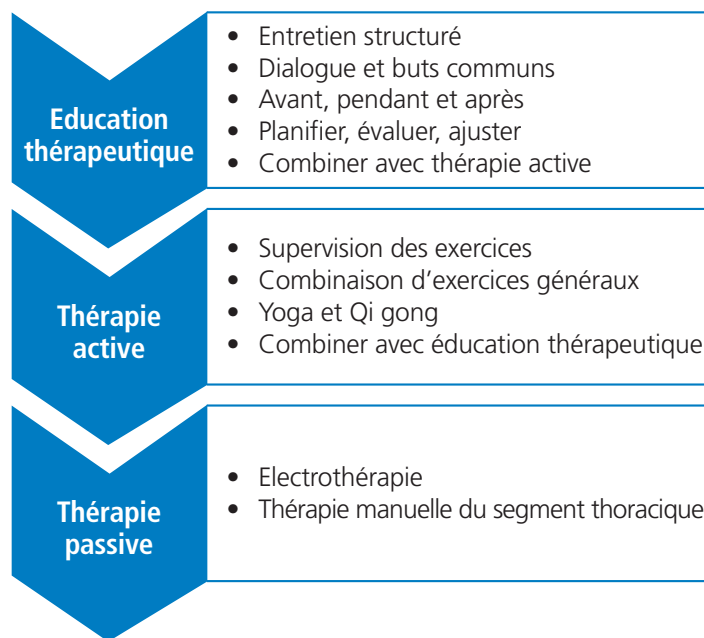 Education
thérapeutique
• Entretien structuré
• Dialogue et buts communs
• Avant, pendant et après
• Planifier, évaluer, ajuster
• Combiner avec thérapie active
Thérapie
active
• Supervision des exercices
• Combinaison d’exercices généraux
• Yoga et Qi gong
• Combiner avec éducation thérapeutique
Thérapie
passive
• Electrothérapie
• Thérapie manuelle du segment thoracique